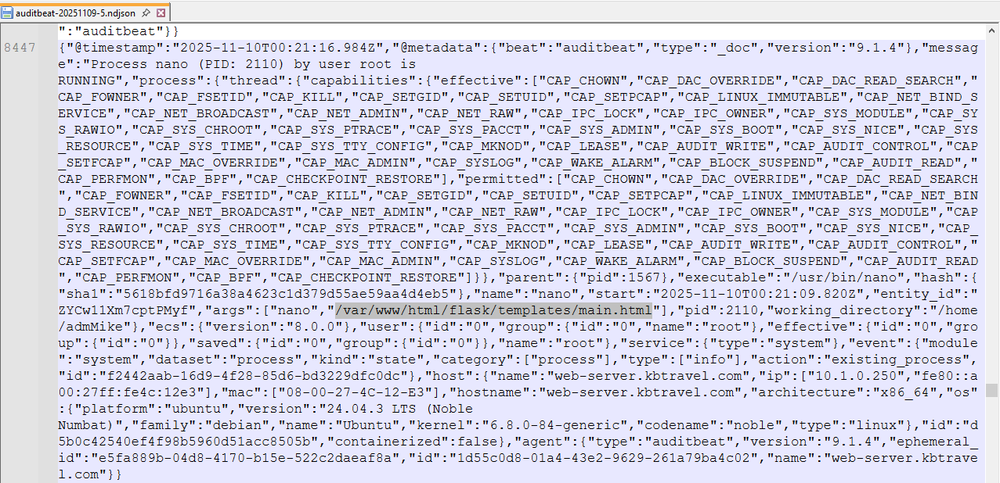 auditbeat-20251109-5.ndjson
":"auditbeat"}}
8447
{"@timestamp":"2025-11-10T00:21:16.984Z","@metadata":{"beat":"auditbeat","type":"_doc","version":"9.1.4"},"messag
e":"Process nano (PID: 2110) by user root is
RUNNING","process":{"thread":{"capabilities":{"effective":["CAP_CHOWN","CAP_DAC_OVERRIDE","CAP_DAC_READ_SEARCH","
CAP_FOWNER","CAP_FSETID","CAP_KILL","CAP_SETGID","CAP_SETUID","CAP_SETPCAP","CAP_LINUX_IMMUTABLE","CAP_NET_BIND_S
ERVICE","CAP_NET_BROADCAST","CAP_NET_ADMIN","CAP_NET_RAW","CAP_IPC_LOCK","CAP_IPC_OWNER","CAP_SYS_MODULE","CAP_SY
S_RAWIO","CAP_SYS_CHROOT","CAP_SYS_PTRACE","CAP_SYS_PACCT","CAP_SYS_ADMIN","CAP_SYS_BOOT","CAP_SYS_NICE","CAP_SYS
_RESOURCE","CAP_SYS_TIME","CAP_SYS_TTY_CONFIG","CAP_MKNOD","CAP_LEASE","CAP_AUDIT_WRITE","CAP_AUDIT_CONTROL","CAP
_SETFCAP","CAP_MAC_OVERRIDE","CAP_MAC_ADMIN","CAP_SYSLOG","CAP_WAKE_ALARM","CAP_BLOCK_SUSPEND","CAP_AUDIT_READ","
CAP_PERFMON","CAP_BPF","CAP_CHECKPOINT_RESTORE"],"permitted":["CAP_CHOWN","CAP_DAC_OVERRIDE","CAP_DAC_READ_SEARCH
","CAP_FOWNER","CAP_FSETID","CAP_KILL","CAP_SETGID","CAP_SETUID","CAP_SETPCAP","CAP_LINUX_IMMUTABLE","CAP_NET_BIN
D_SERVICE","CAP_NET_BROADCAST","CAP_NET_ADMIN","CAP_NET_RAW","CAP_IPC_LOCK","CAP_IPC_OWNER","CAP_SYS_MODULE","CAP
_SYS_RAWIO","CAP_SYS_CHROOT","CAP_SYS_PTRACE","CAP_SYS_PACCT","CAP_SYS_ADMIN","CAP_SYS_BOOT","CAP_SYS_NICE","CAP_
SYS_RESOURCE","CAP_SYS_TIME","CAP_SYS_TTY_CONFIG","CAP_MKNOD","CAP_LEASE","CAP_AUDIT_WRITE","CAP_AUDIT_CONTROL","
CAP_SETFCAP","CAP_MAC_OVERRIDE","CAP_MAC_ADMIN","CAP_SYSLOG","CAP_WAKE_ALARM","CAP_BLOCK_SUSPEND","CAP_AUDIT_READ
","CAP_PERFMON","CAP_BPF","CAP_CHECKPOINT_RESTORE"]}},"parent":{"pid":1567},"executable":"/usr/bin/nano","hash":{
"sha1":"5618bfd9716a38a4623c1d379d55ae59aa4d4eb5"},"name":"nano","start":"2025-11-10T00:21:09.820Z","entity_id":"
ZYCw11Xm7cptPMyf","args":["nano","/var/www/html/flask/templates/main.html"],"pid":2110,"working_directory":"/home
/admMike"},"ecs":{"version":"8.0.0"},"user":{"id":"0","group":{"id":"0","name":"root"},"effective":{"id":"0","gro
up":{"id":"0"}},"saved":{"id":"0","group":{"id":"0"}},"name":"root"},"service":{"type":"system"},"event":{"module
":"system","dataset":"process","kind":"state","category":["process"],"type":["info"],"action":"existing_process",
"id":"f2442aab-16d9-4f28-85d6-bd3229dfc0dc"},"host":{"name":"web-server.kbtravel.com","ip":["10.1.0.250","fe80::a
00:27ff:fe4c:12e3"],"mac":["08-00-27-4C-12-E3"],"hostname":"web-server.kbtravel.com","architecture":"x86_64","os"
:{"platform":"ubuntu","version":"24.04.3 LTS (Noble
Numbat)","family":"debian","name":"Ubuntu","kernel":"6.8.0-84-generic","codename":"noble","type":"linux"},"id":"d
5b0c42540ef4f98b5960d51acc8505b","containerized":false},"agent":{"type":"auditbeat","version":"9.1.4","ephemeral_
id":"e5fa889b-04d8-4170-b15e-522c2daeaf8a","id":"1d55c0d8-01a4-43e2-9629-261a79ba4c02","name":"web-server.kbtrave
l.com"}}